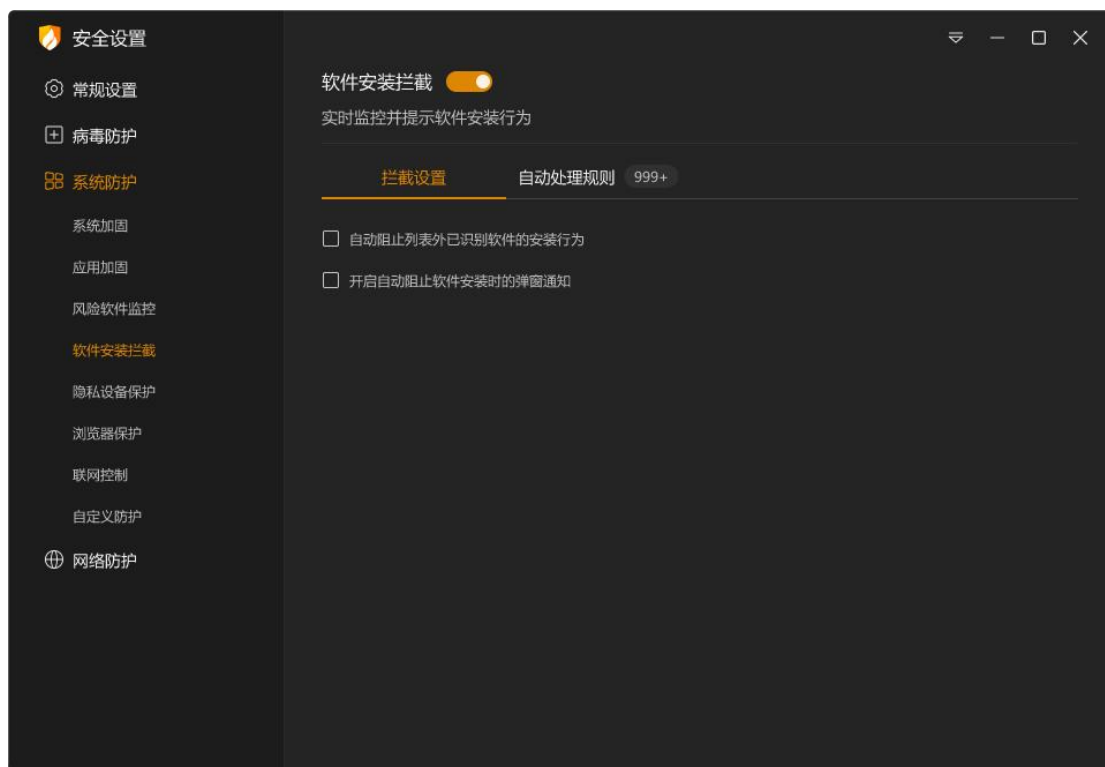 安全设置
常规设置
病毒防护
系统防护
系统加固
应用加固
风险软件监控
软件安装拦截
隐私设备保护
浏览器保护
联网控制
自定义防护
网络防护
软件安装拦截
实时监控并提示软件安装行为
拦截设置 自动处理规则 999+
自动阻止列表外已识别软件的安装行为
开启自动阻止软件安装时的弹窗通知